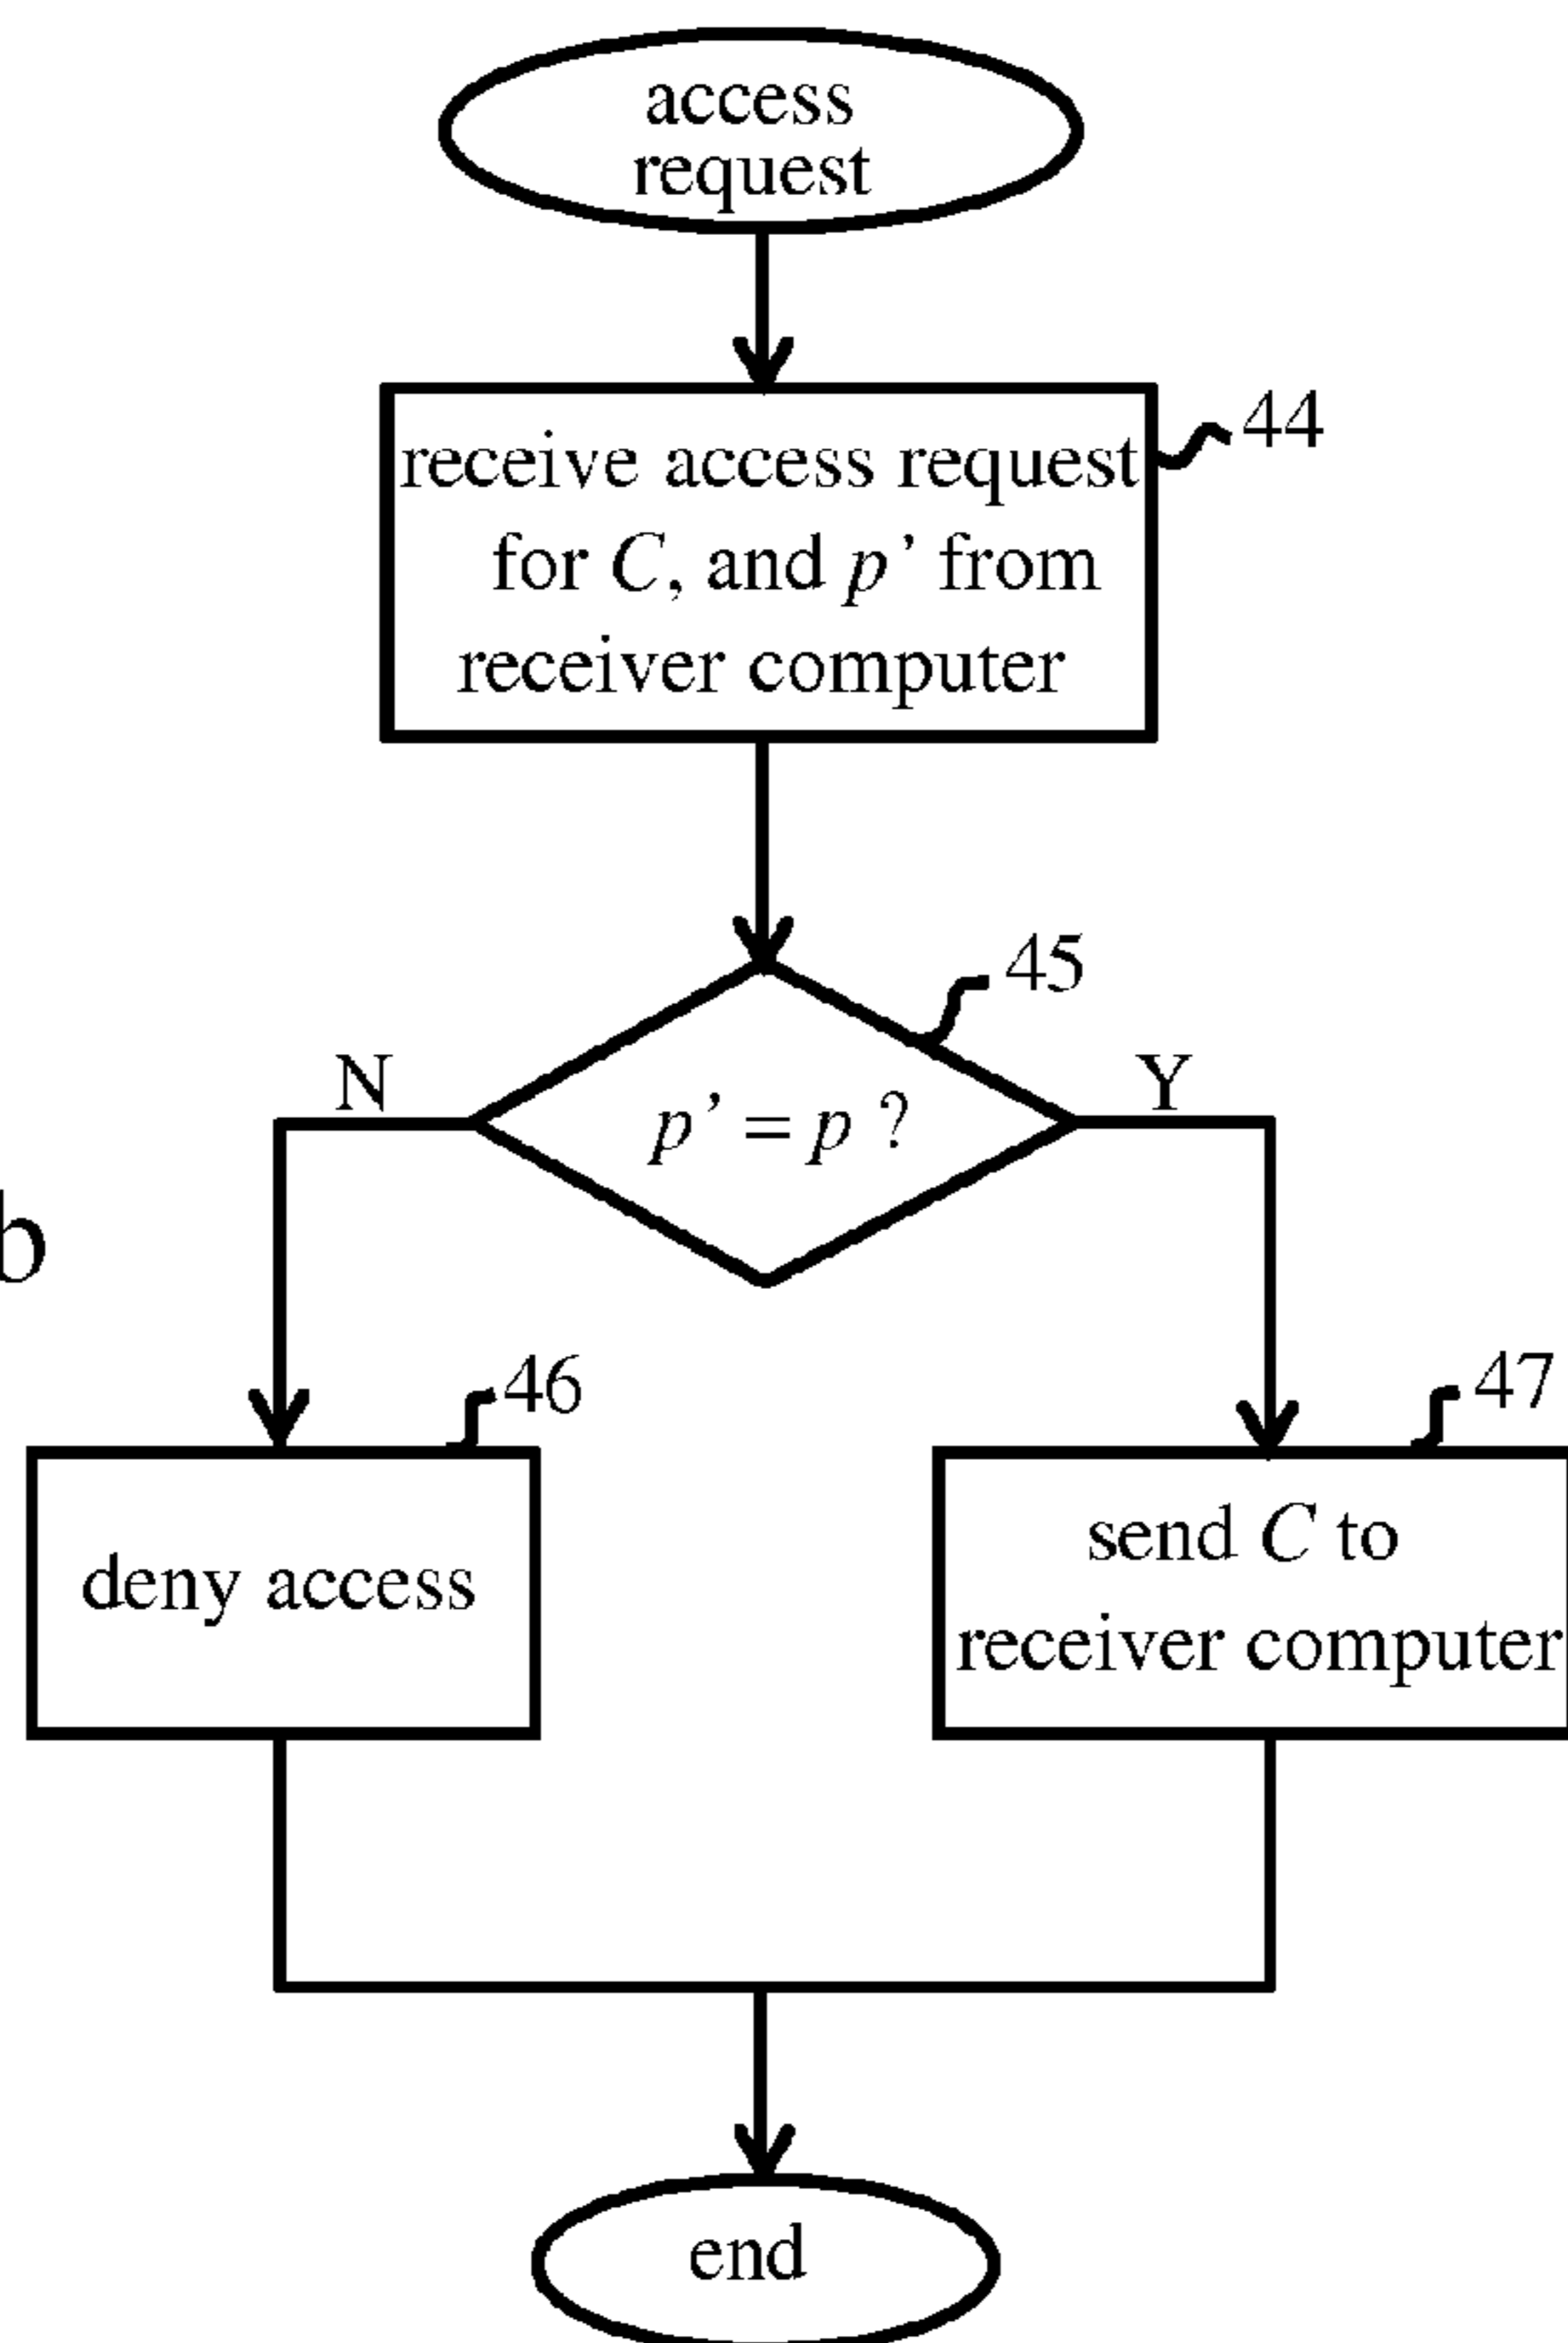 access
request
receive access request
for C, and p’ from
receiver computer
44
45
N
p’ = p ?
Y
b
46
47
deny access
send C to
receiver computer
end